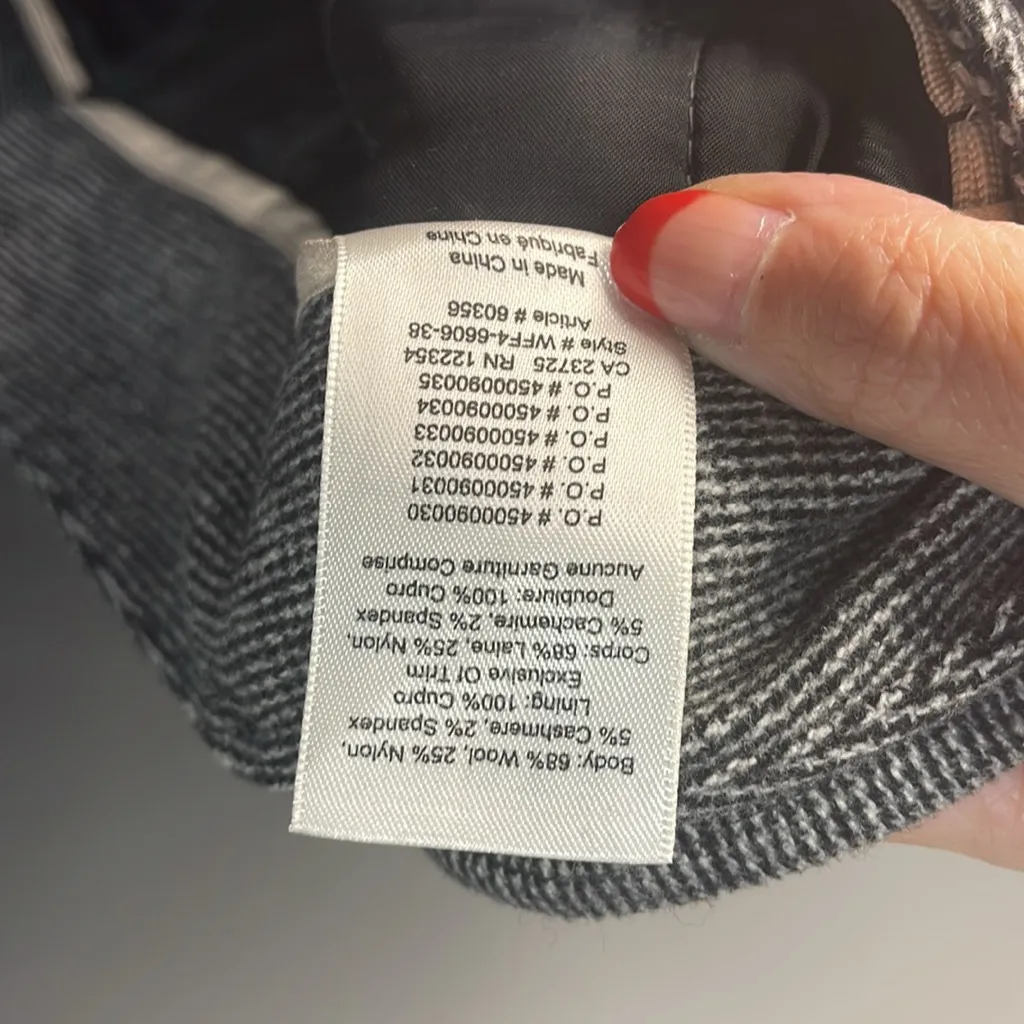 Body: 68% Wool, 25% Nylon,
5% Cashmere, 2% Spandex
Lining: 100% Cupro
Exclusive Of Trim
Corps: 68% Laine, 25% Nylon,
5% Cachemire, 2% Spandex
Doublure: 100% Cupro
Aucune Garniture Comprise
P.O. # 4500090030
P.O. # 4500090031
P.O. # 4500090032
P.O. # 4500090033
P.O. # 4500090034
P.O. # 4500090035
CA 23725 RN 122354
Style # WFF4-6606-38
Article # 60356
Made in China
Fabriqué en Chine